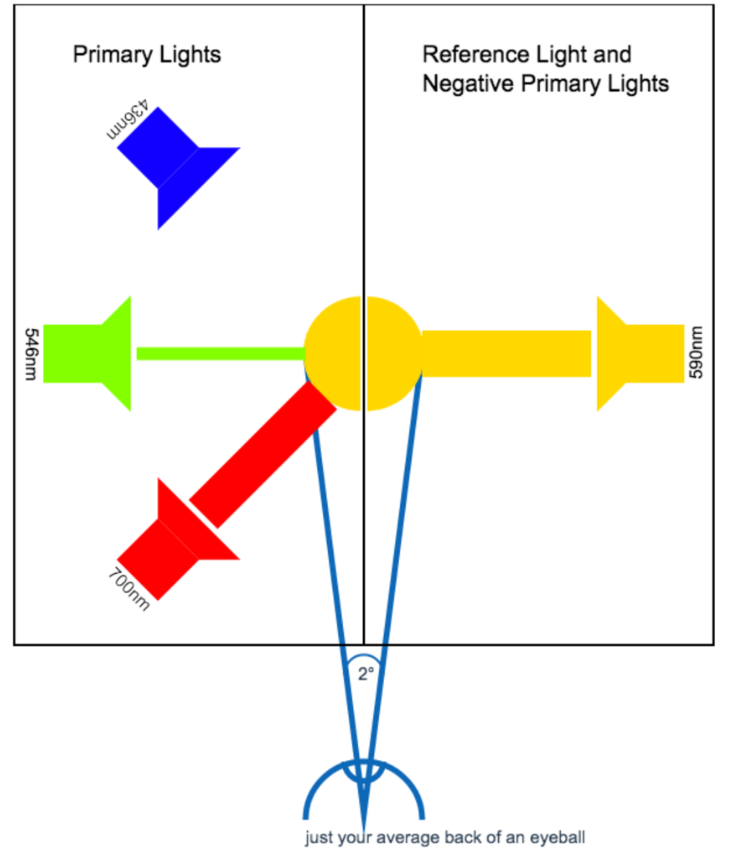 Primary Lights
Reference Light and
Negative Primary Lights
436nm
546nm
590nm
700nm
2°
just your average back of an eyeball